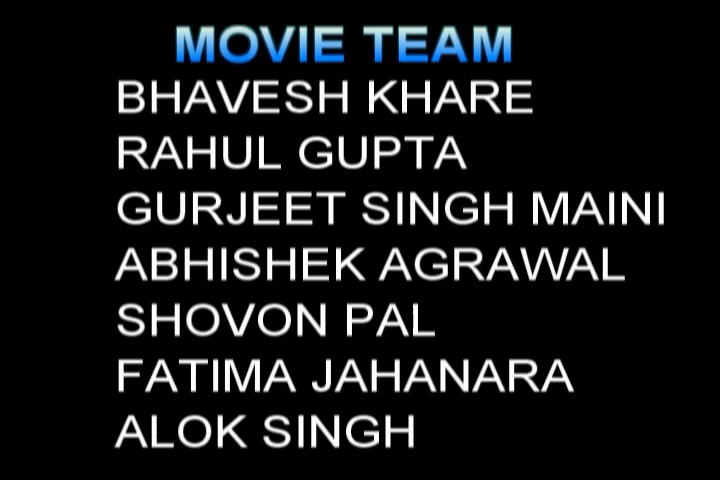 MOVIE TEAM
BHAVESH KHARE
RAHUL GUPTA
GURJEET SINGH MAINI
ABHISHEK AGRAWAL
SHOVON PAL
FATIMA JAHANARA
ALOK SINGH